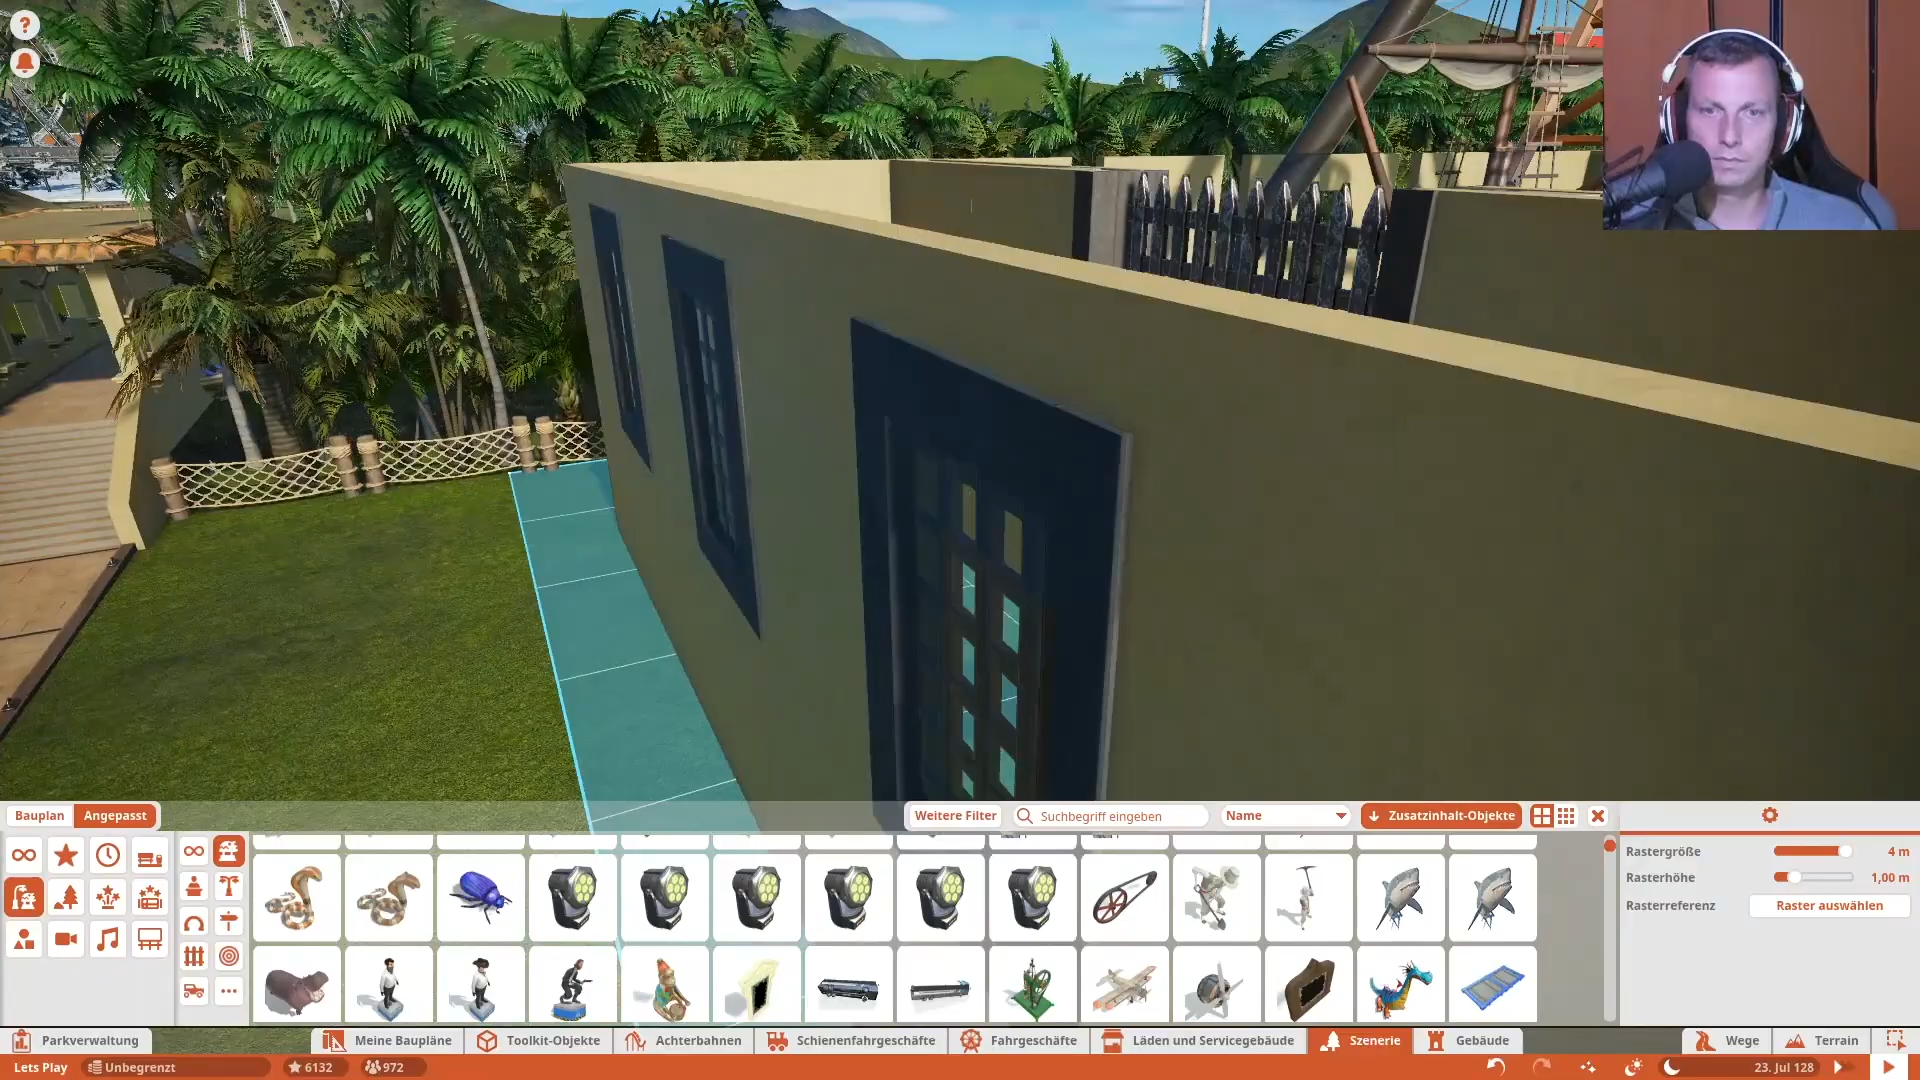 ?
Bauplan
Angepasst
Weitere Filter
Suchbegriff eingeben
Name
Zusatzinhalt-Objekte
Rastergröße
4 m
Rasterhöhe
1,00 m
Rasterreferenz
Raster auswählen
Parkverwaltung
Meine Baupläne
Toolkit-Objekte
Achterbahnen
Schienenfahrgeschäfte
Fahrgeschäfte
Läden und Servicegebäude
Szenerie
Gebäude
Wege
Terrain
Lets Play
Unbegrenzt
6132
972
23. Jul 128